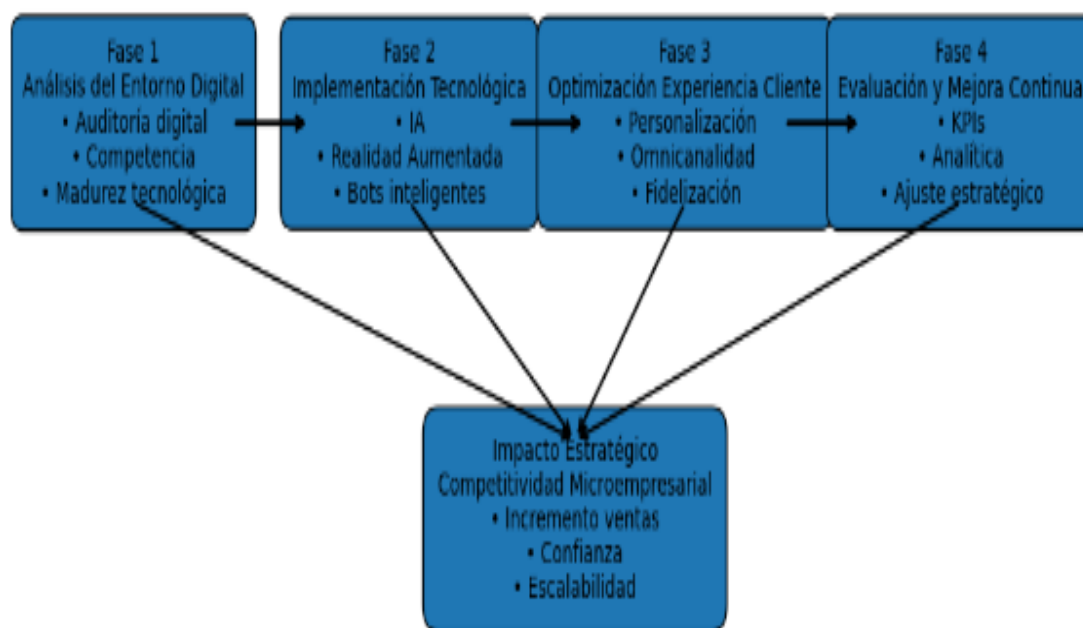 Fase 1
Análisis del Entorno Digital
• Auditoría digital
• Competencia
• Madurez tecnológica
Fase 2
Implementación Tecnológica
• IA
• Realidad Aumentada
• Bots inteligentes
Fase 3
Optimización Experiencia Cliente
• Personalización
• Omnicanalidad
• Fidelización
Fase 4
Evaluación y Mejora Continua
• KPIs
• Analítica
• Ajuste estratégico
Impacto Estratégico
Competitividad Microempresarial
• Incremento ventas
• Confianza
• Escalabilidad